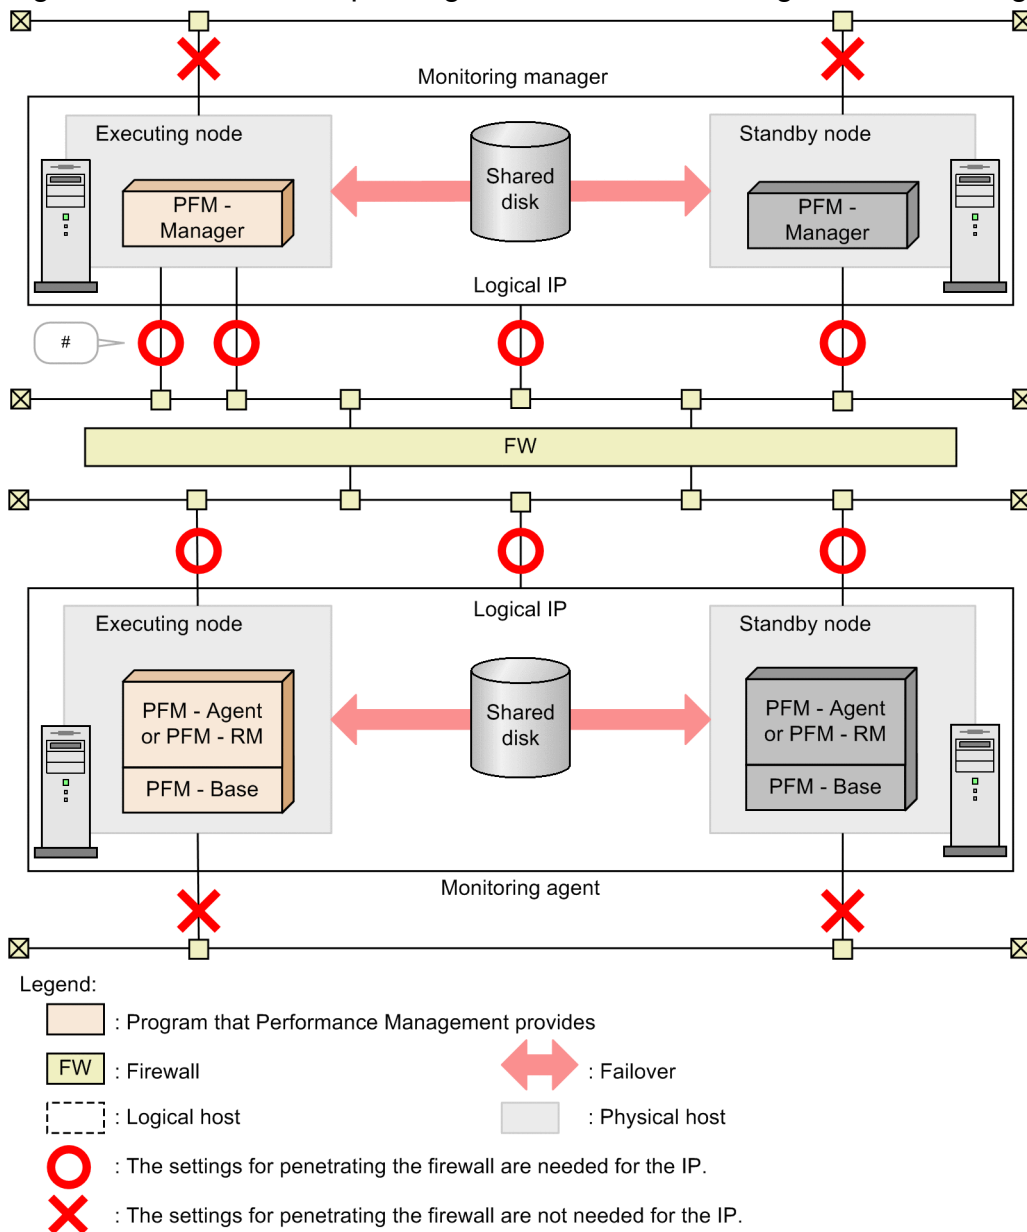 Monitoring manager
Executing node
Standby node
Shared
disk
PFM -
Manager
PFM -
Manager
Logical IP
#
FW
Logical IP
Executing node
Standby node
PFM - Agent
or PFM - RM
PFM - Base
Shared
disk
PFM - Agent
or PFM - RM
PFM - Base
Monitoring agent
Legend:
: Program that Performance Management provides
FW : Firewall
: Failover
: Logical host
: Physical host
: The settings for penetrating the firewall are needed for the IP.
: The settings for penetrating the firewall are not needed for the IP.